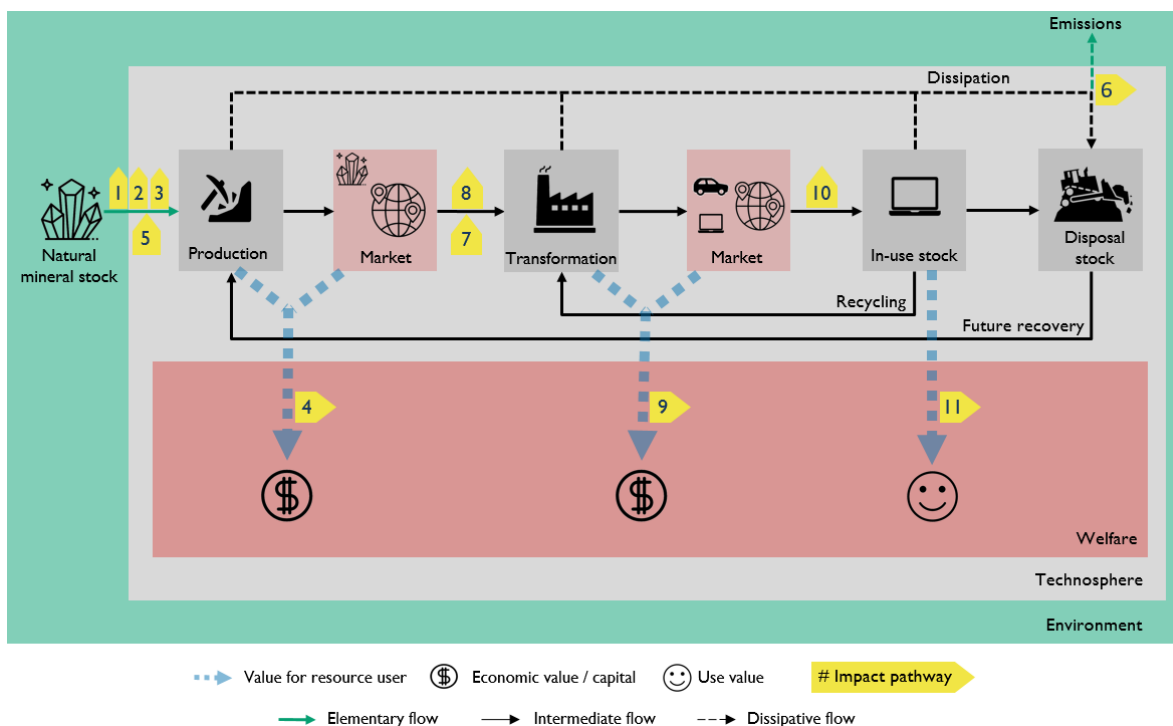 Emissions
Dissipation
6
1 2 3
8
10
5
7
Natural
mineral stock
Production
Market
Transformation
Market
In-use stock
Disposal
stock
Recycling
Future recovery
4
9
11
$
$
Welfare
Technosphere
Environment
Value for resource user
$ Economic value / capital
Use value
# Impact pathway
Elementary flow
Intermediate flow
Dissipative flow